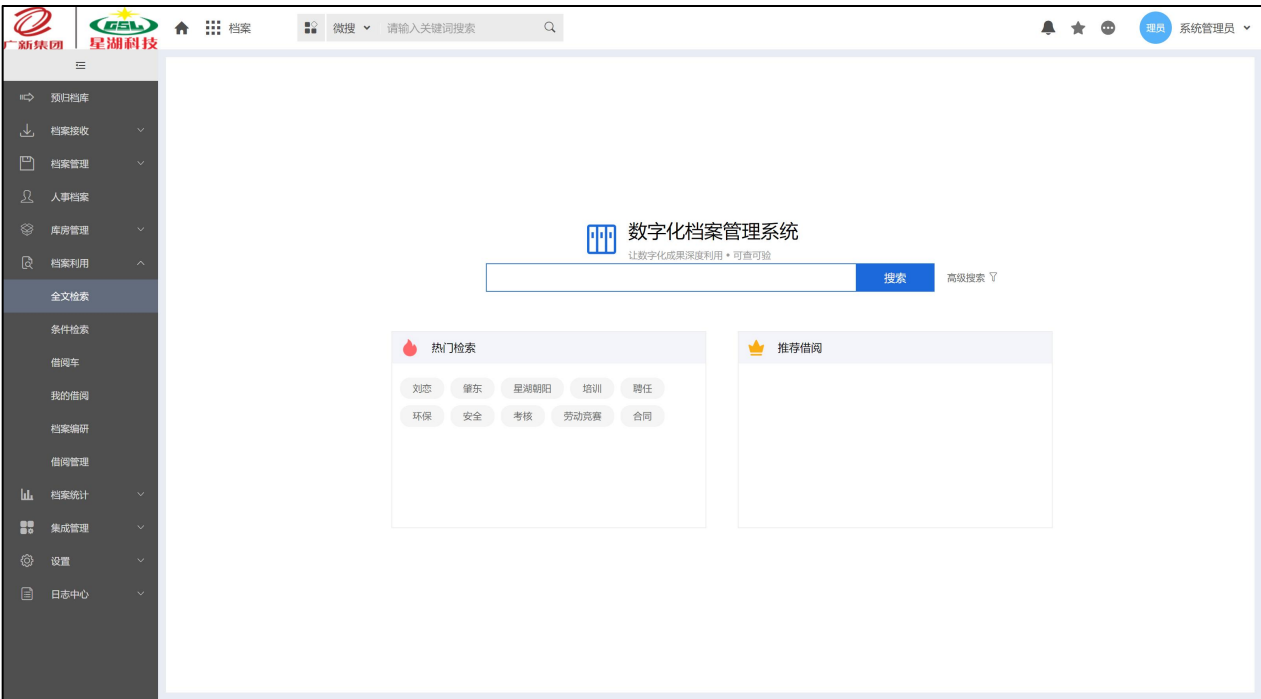 广新集团
GSL
星湖科技
档案
微搜
请输入关键词搜索
理员
系统管理员
预归档库
档案接收
档案管理
人事档案
库房管理
档案利用
全文检索
条件检索
借阅车
我的借阅
档案编研
借阅管理
档案统计
集成管理
设置
日志中心
数字化档案管理系统
让数字化成果深度利用 • 可查可验
搜索
高级搜索
热门检索
刘恋 肇东 星湖朝阳 培训 聘任
环保 安全 考核 劳动竞赛 合同
推荐借阅